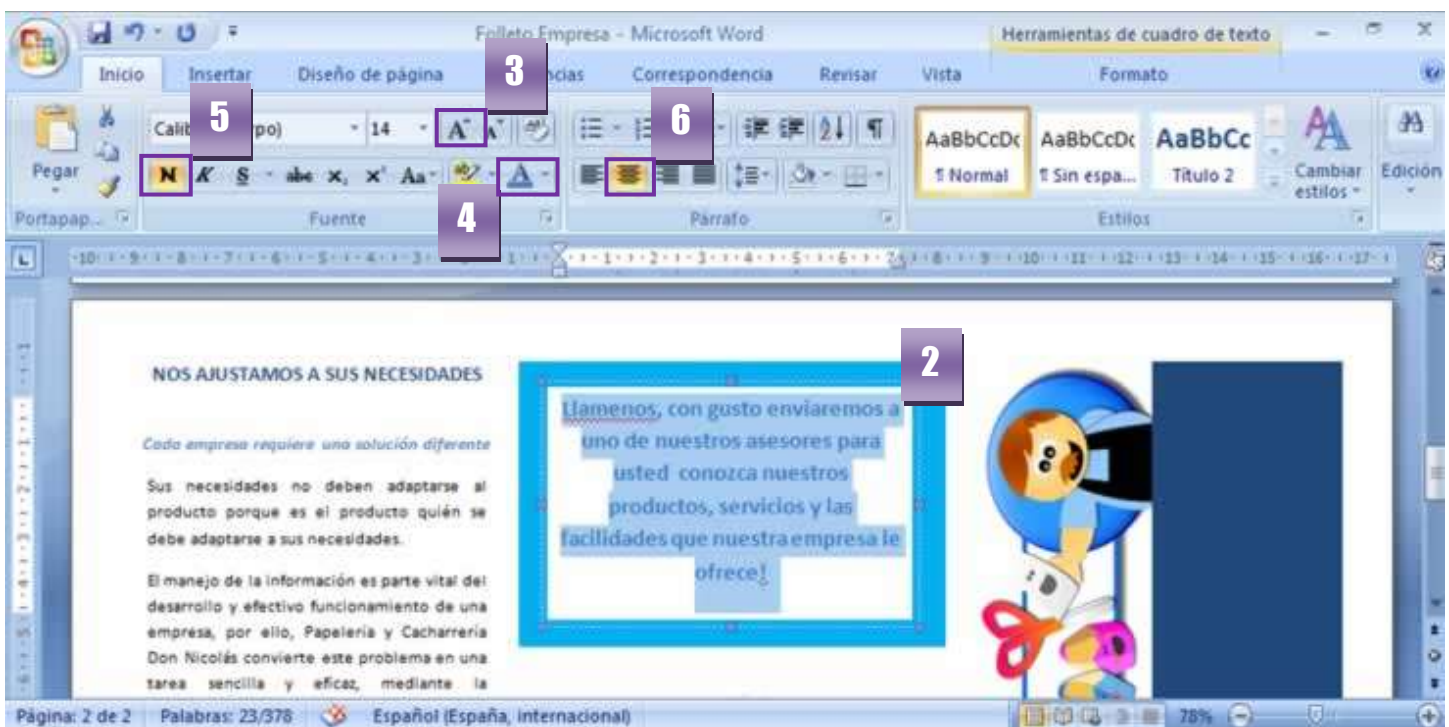 Folleto Empresa - Microsoft Word
Herramientas de cuadro de texto
Inicio Insertar Diseño de página 3 Correspondencia Revisar Vista Formato
5 14 6
Pegar N K S abc x, x² Aa A
AaBbCcDc AaBbCcDc AaBbCc
¶ Normal ¶ Sin espa... Título 2
Cambiar estilos Edición
4
Portapap... Fuente Párrafo Estilos
2
NOS AJUSTAMOS A SUS NECESIDADES
Cada empresa requiere una solución diferente
Sus necesidades no deben adaptarse al
producto porque es el producto quién se
debe adaptarse a sus necesidades.
El manejo de la información es parte vital del
desarrollo y efectivo funcionamiento de una
empresa, por ello, Papelería y Cacharrería
Don Nicolás convierte este problema en una
tarea sencilla y eficaz, mediante la
Llamenos, con gusto enviaremos a
uno de nuestros asesores para
usted conozca nuestros
productos, servicios y las
facilidades que nuestra empresa le
ofrece!
Página: 2 de 2 Palabras: 23/378 Español (España, internacional) 78%